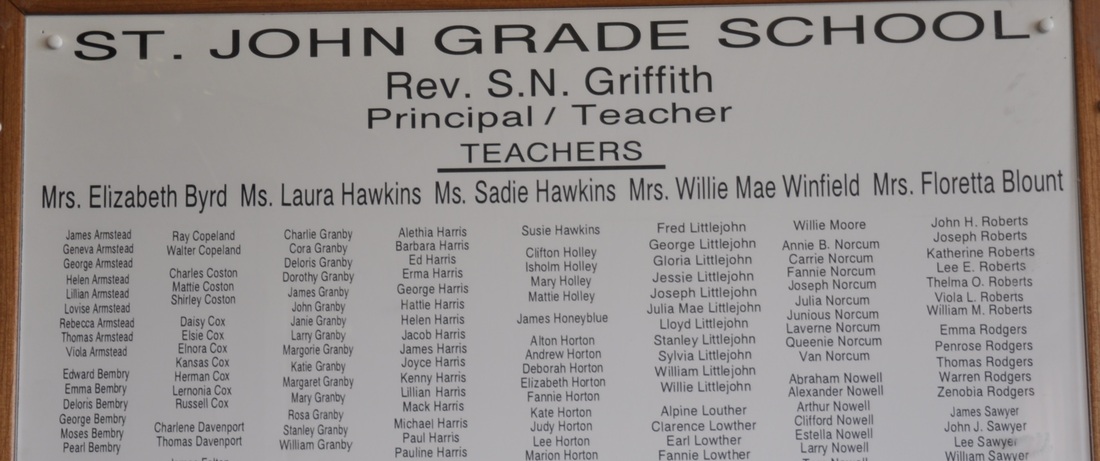 ST. JOHN GRADE SCHOOL
Rev. S.N. Griffith
Principal / Teacher
TEACHERS
Mrs. Elizabeth Byrd Ms. Laura Hawkins Ms. Sadie Hawkins Mrs. Willie Mae Winfield Mrs. Floretta Blount
James Armstead
Geneva Armstead
George Armstead
Helen Armstead
Lillian Armstead
Lovise Armstead
Rebecca Armstead
Thomas Armstead
Viola Armstead
Edward Bembry
Emma Bembry
Deloris Bembry
George Bembry
Moses Bembry
Pearl Bembry
Ray Copeland
Walter Copeland
Charles Coston
Mattie Coston
Shirley Coston
Daisy Cox
Elsie Cox
Elnora Cox
Kansas Cox
Herman Cox
Lernonia Cox
Russell Cox
Charlene Davenport
Thomas Davenport
Charlie Granby
Cora Granby
Deloris Granby
Dorothy Granby
James Granby
John Granby
Janie Granby
Larry Granby
Margorie Granby
Katie Granby
Margaret Granby
Mary Granby
Rosa Granby
Stanley Granby
William Granby
Alethia Harris
Barbara Harris
Ed Harris
Erma Harris
George Harris
Hattie Harris
Helen Harris
Jacob Harris
James Harris
Joyce Harris
Kenny Harris
Lillian Harris
Mack Harris
Michael Harris
Paul Harris
Pauline Harris
Susie Hawkins
Clifton Holley
Isholm Holley
Mary Holley
Mattie Holley
James Honeyblue
Alton Horton
Andrew Horton
Deborah Horton
Elizabeth Horton
Fannie Horton
Kate Horton
Judy Horton
Lee Horton
Marion Horton
Fred Littlejohn
George Littlejohn
Gloria Littlejohn
Jessie Littlejohn
Joseph Littlejohn
Julia Mae Littlejohn
Lloyd Littlejohn
Stanley Littlejohn
Sylvia Littlejohn
William Littlejohn
Willie Littlejohn
Alpine Louther
Clarence Lowther
Earl Lowther
Fannie Lowther
Willie Moore
Annie B. Norcum
Carrie Norcum
Fannie Norcum
Joseph Norcum
Julia Norcum
Junious Norcum
Laverne Norcum
Queenie Norcum
Van Norcum
Abraham Nowell
Alexander Nowell
Arthur Nowell
Clifford Nowell
Estella Nowell
Larry Nowell
John H. Roberts
Joseph Roberts
Katherine Roberts
Lee E. Roberts
Thelma O. Roberts
Viola L. Roberts
William M. Roberts
Emma Rodgers
Penrose Rodgers
Thomas Rodgers
Warren Rodgers
Zenobia Rodgers
James Sawyer
John J. Sawyer
Lee Sawyer
William Sawyer